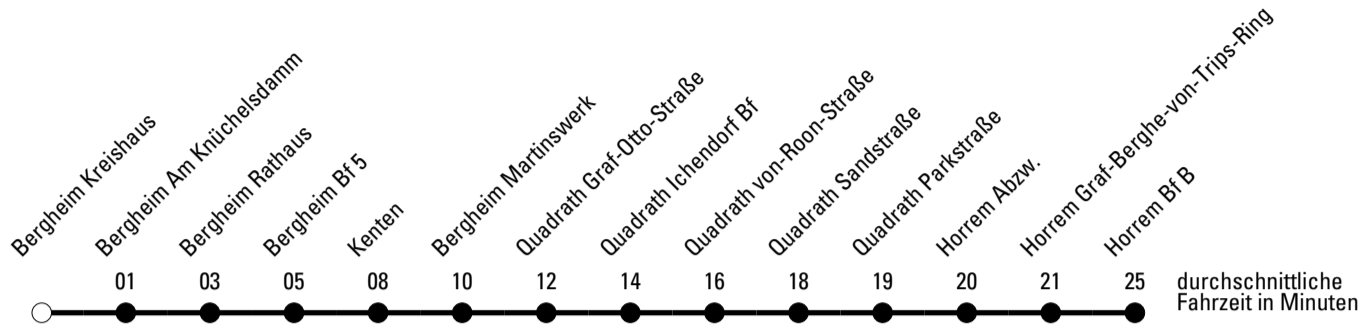 Bergheim Kreishaus
Bergheim Am Knüchelsdamm
Bergheim Rathaus
Bergheim Bf 5
Kenten
Bergheim Martinswerk
Quadrath Graf-Otto-Straße
Quadrath Ichendorf Bf
Quadrath von-Roon-Straße
Quadrath Sandstraße
Quadrath Parkstraße
Horrem Abzw.
Horrem Graf-Berghe-von-Trips-Ring
Horrem Bf B
01 03 05 08 10 12 14 16 18 19 20 21 25
durchschnittliche
Fahrzeit in Minuten